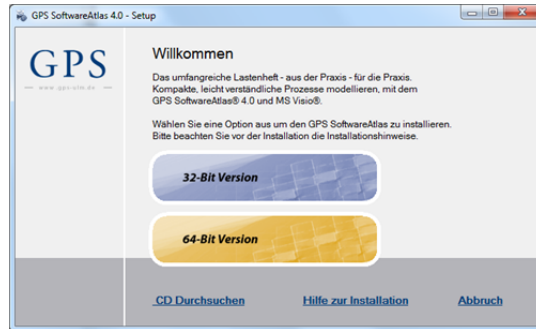 GPS SoftwareAtlas 4.0 - Setup
GPS
www.gps-ulm.de
Willkommen
Das umfangreiche Lastenheft - aus der Praxis - für die Praxis.
Kompakte, leicht verständliche Prozesse modellieren, mit dem
GPS SoftwareAtlas® 4.0 und MS Visio®.
Wählen Sie eine Option aus um den GPS SoftwareAtlas zu installieren.
Bitte beachten Sie vor der Installation die Installationshinweise.
32-Bit Version
64-Bit Version
CD Durchsuchen
Hilfe zur Installation
Abbruch